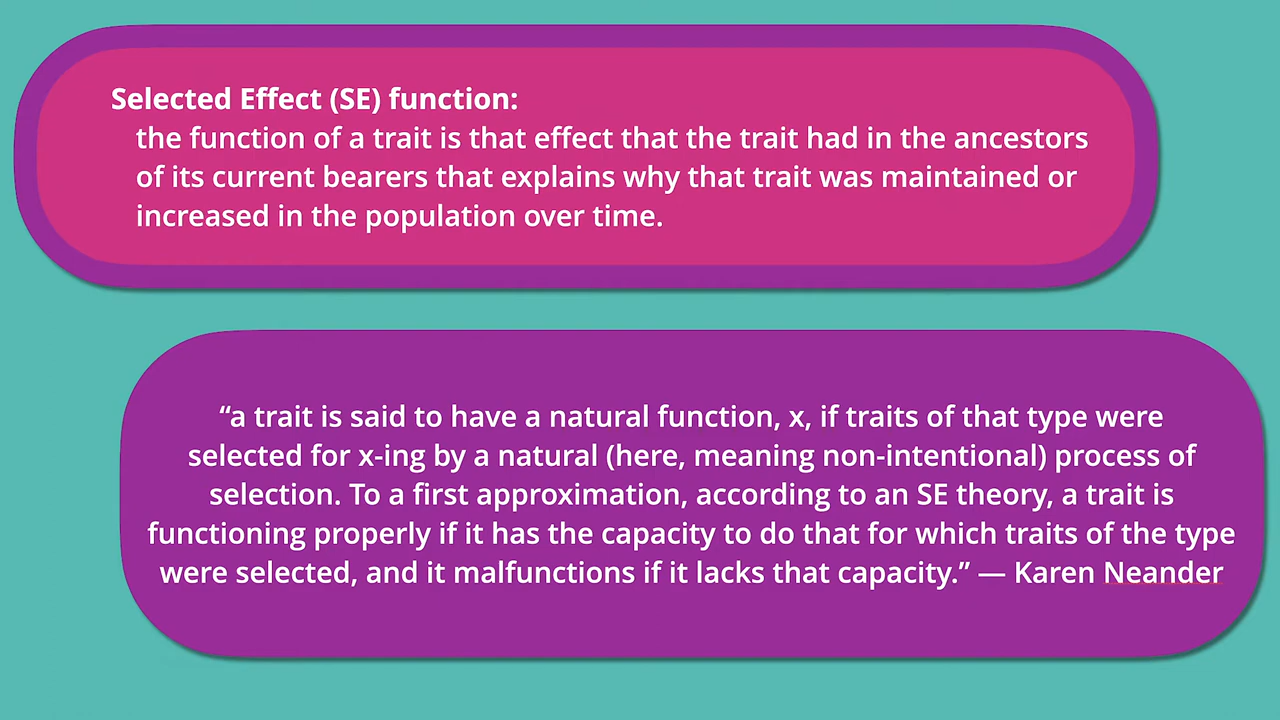 Selected Effect (SE) function:
the function of a trait is that effect that the trait had in the ancestors
of its current bearers that explains why that trait was maintained or
increased in the population over time.
“a trait is said to have a natural function, x, if traits of that type were
selected for x-ing by a natural (here, meaning non-intentional) process of
selection. To a first approximation, according to an SE theory, a trait is
functioning properly if it has the capacity to do that for which traits of the type
were selected, and it malfunctions if it lacks that capacity.” — Karen Neander